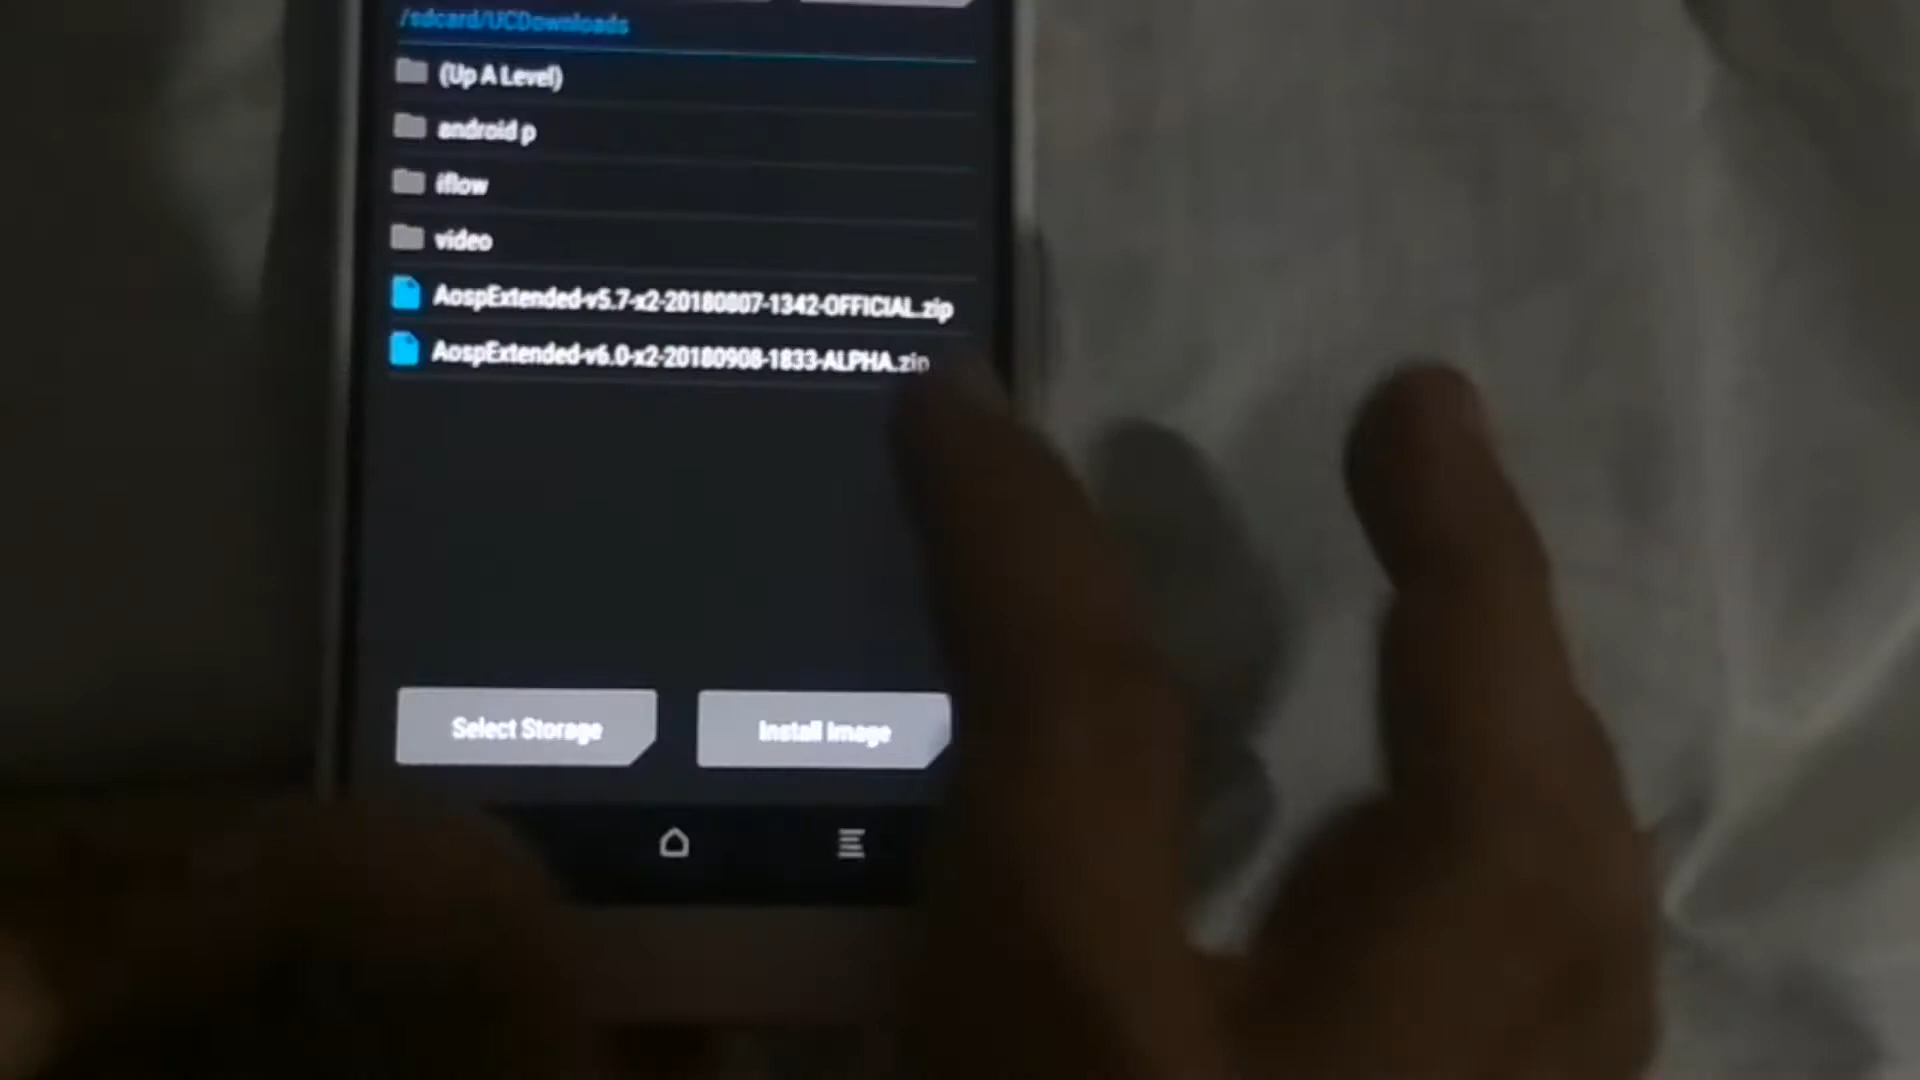 /sdcard/UCDownloads
(Up A Level)
android p
iflow
video
AospExtended-v5.7-x2-20180807-1342-OFFICIAL.zip
AospExtended-v6.0-x2-20180908-1833-ALPHA.zip
Select Storage
Install Image